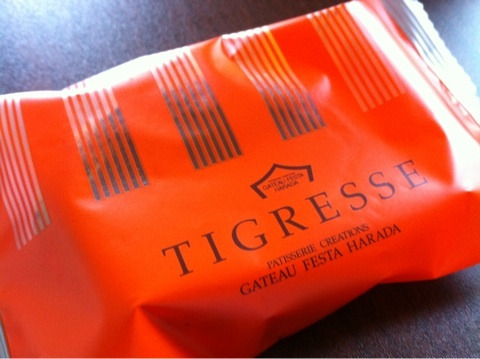 GATEAU FESTA
HARADA
TIGRESSE
PATISSERIE CREATIONS
GATEAU FESTA HARADA